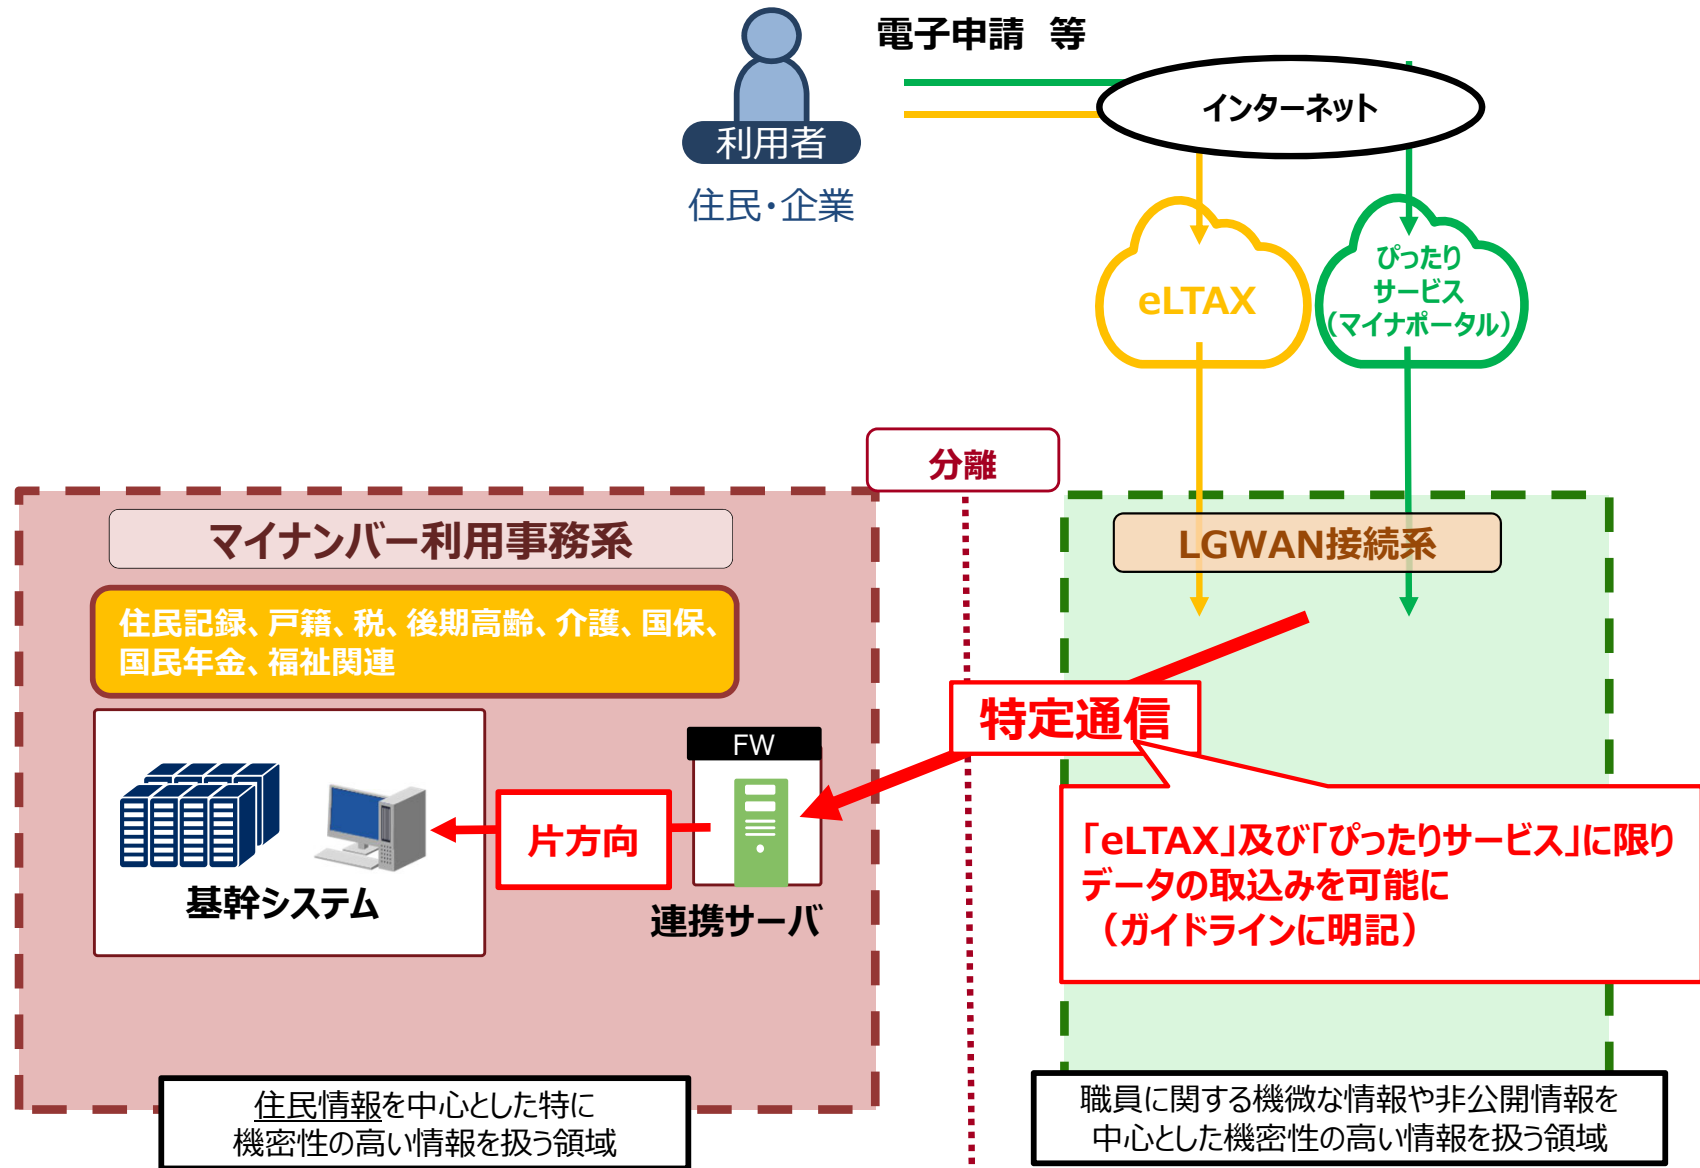 電子申請　等
インターネット
利用者
住民・企業
eLTAX
ぴったり
サービス
（マイナポータル）
分離
マイナンバー利用事務系
LGWAN接続系
住民記録、戸籍、税、後期高齢、介護、国保、
国民年金、福祉関連
特定通信
FW
片方向
基幹システム
連携サーバ
「eLTAX」及び「ぴったりサービス」に限り
データの取込みを可能に
（ガイドラインに明記）
住民情報を中心とした特に
機密性の高い情報を扱う領域
職員に関する機微な情報や非公開情報を
中心とした機密性の高い情報を扱う領域